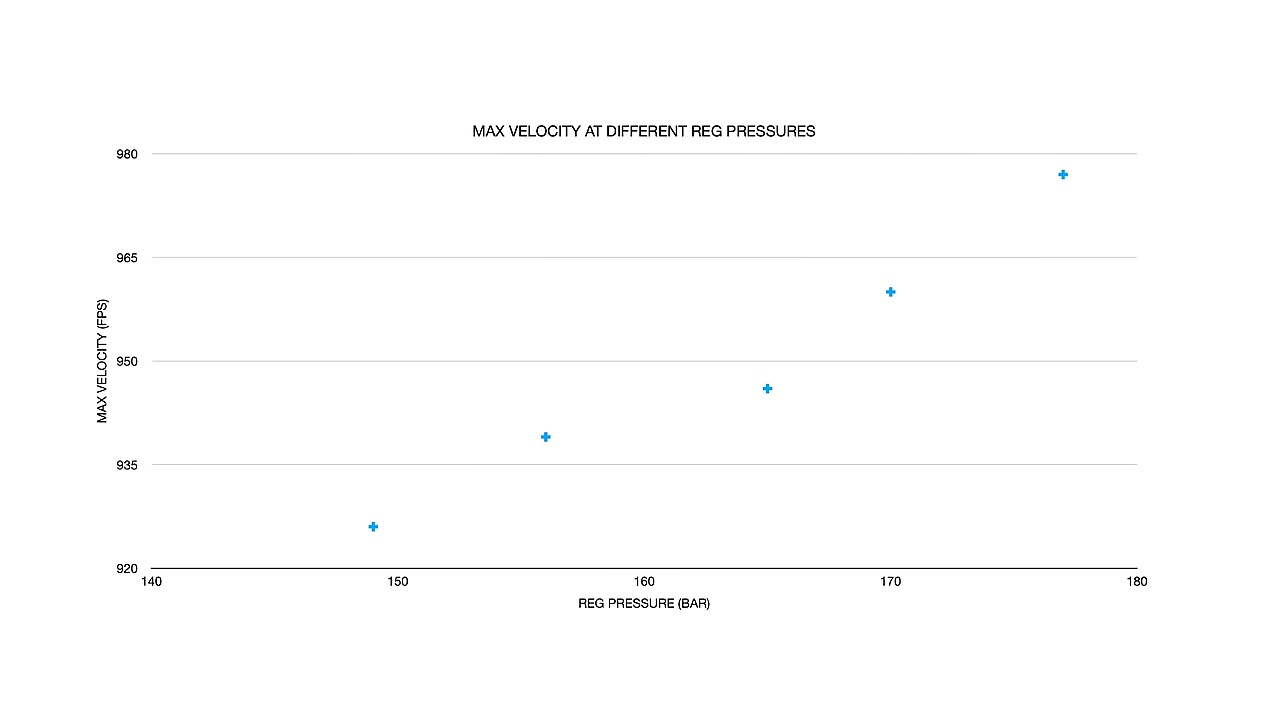 MAX VELOCITY AT DIFFERENT REG PRESSURES
980
965
950
935
920
MAX VELOCITY (FPS)
140 150 160 170 180
REG PRESSURE (BAR)